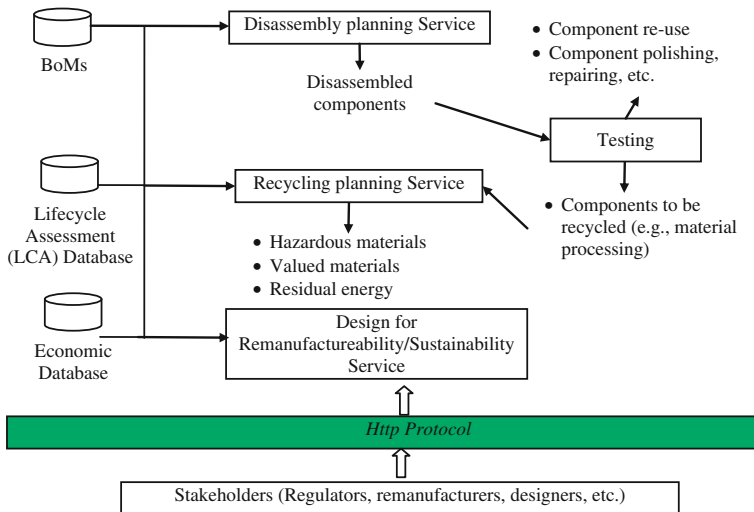 Disassembly planning Service
BoMs
Disassembled
components
• Component re-use
• Component polishing,
repairing, etc.
Testing
Recycling planning Service
Lifecycle
Assessment
(LCA) Database
• Hazardous materials
• Valued materials
• Residual energy
• Components to be
recycled (e.g., material
processing)
Economic
Database
Design for
Remanufactureability/Sustainability
Service
Http Protocol
Stakeholders (Regulators, remanufacturers, designers, etc.)